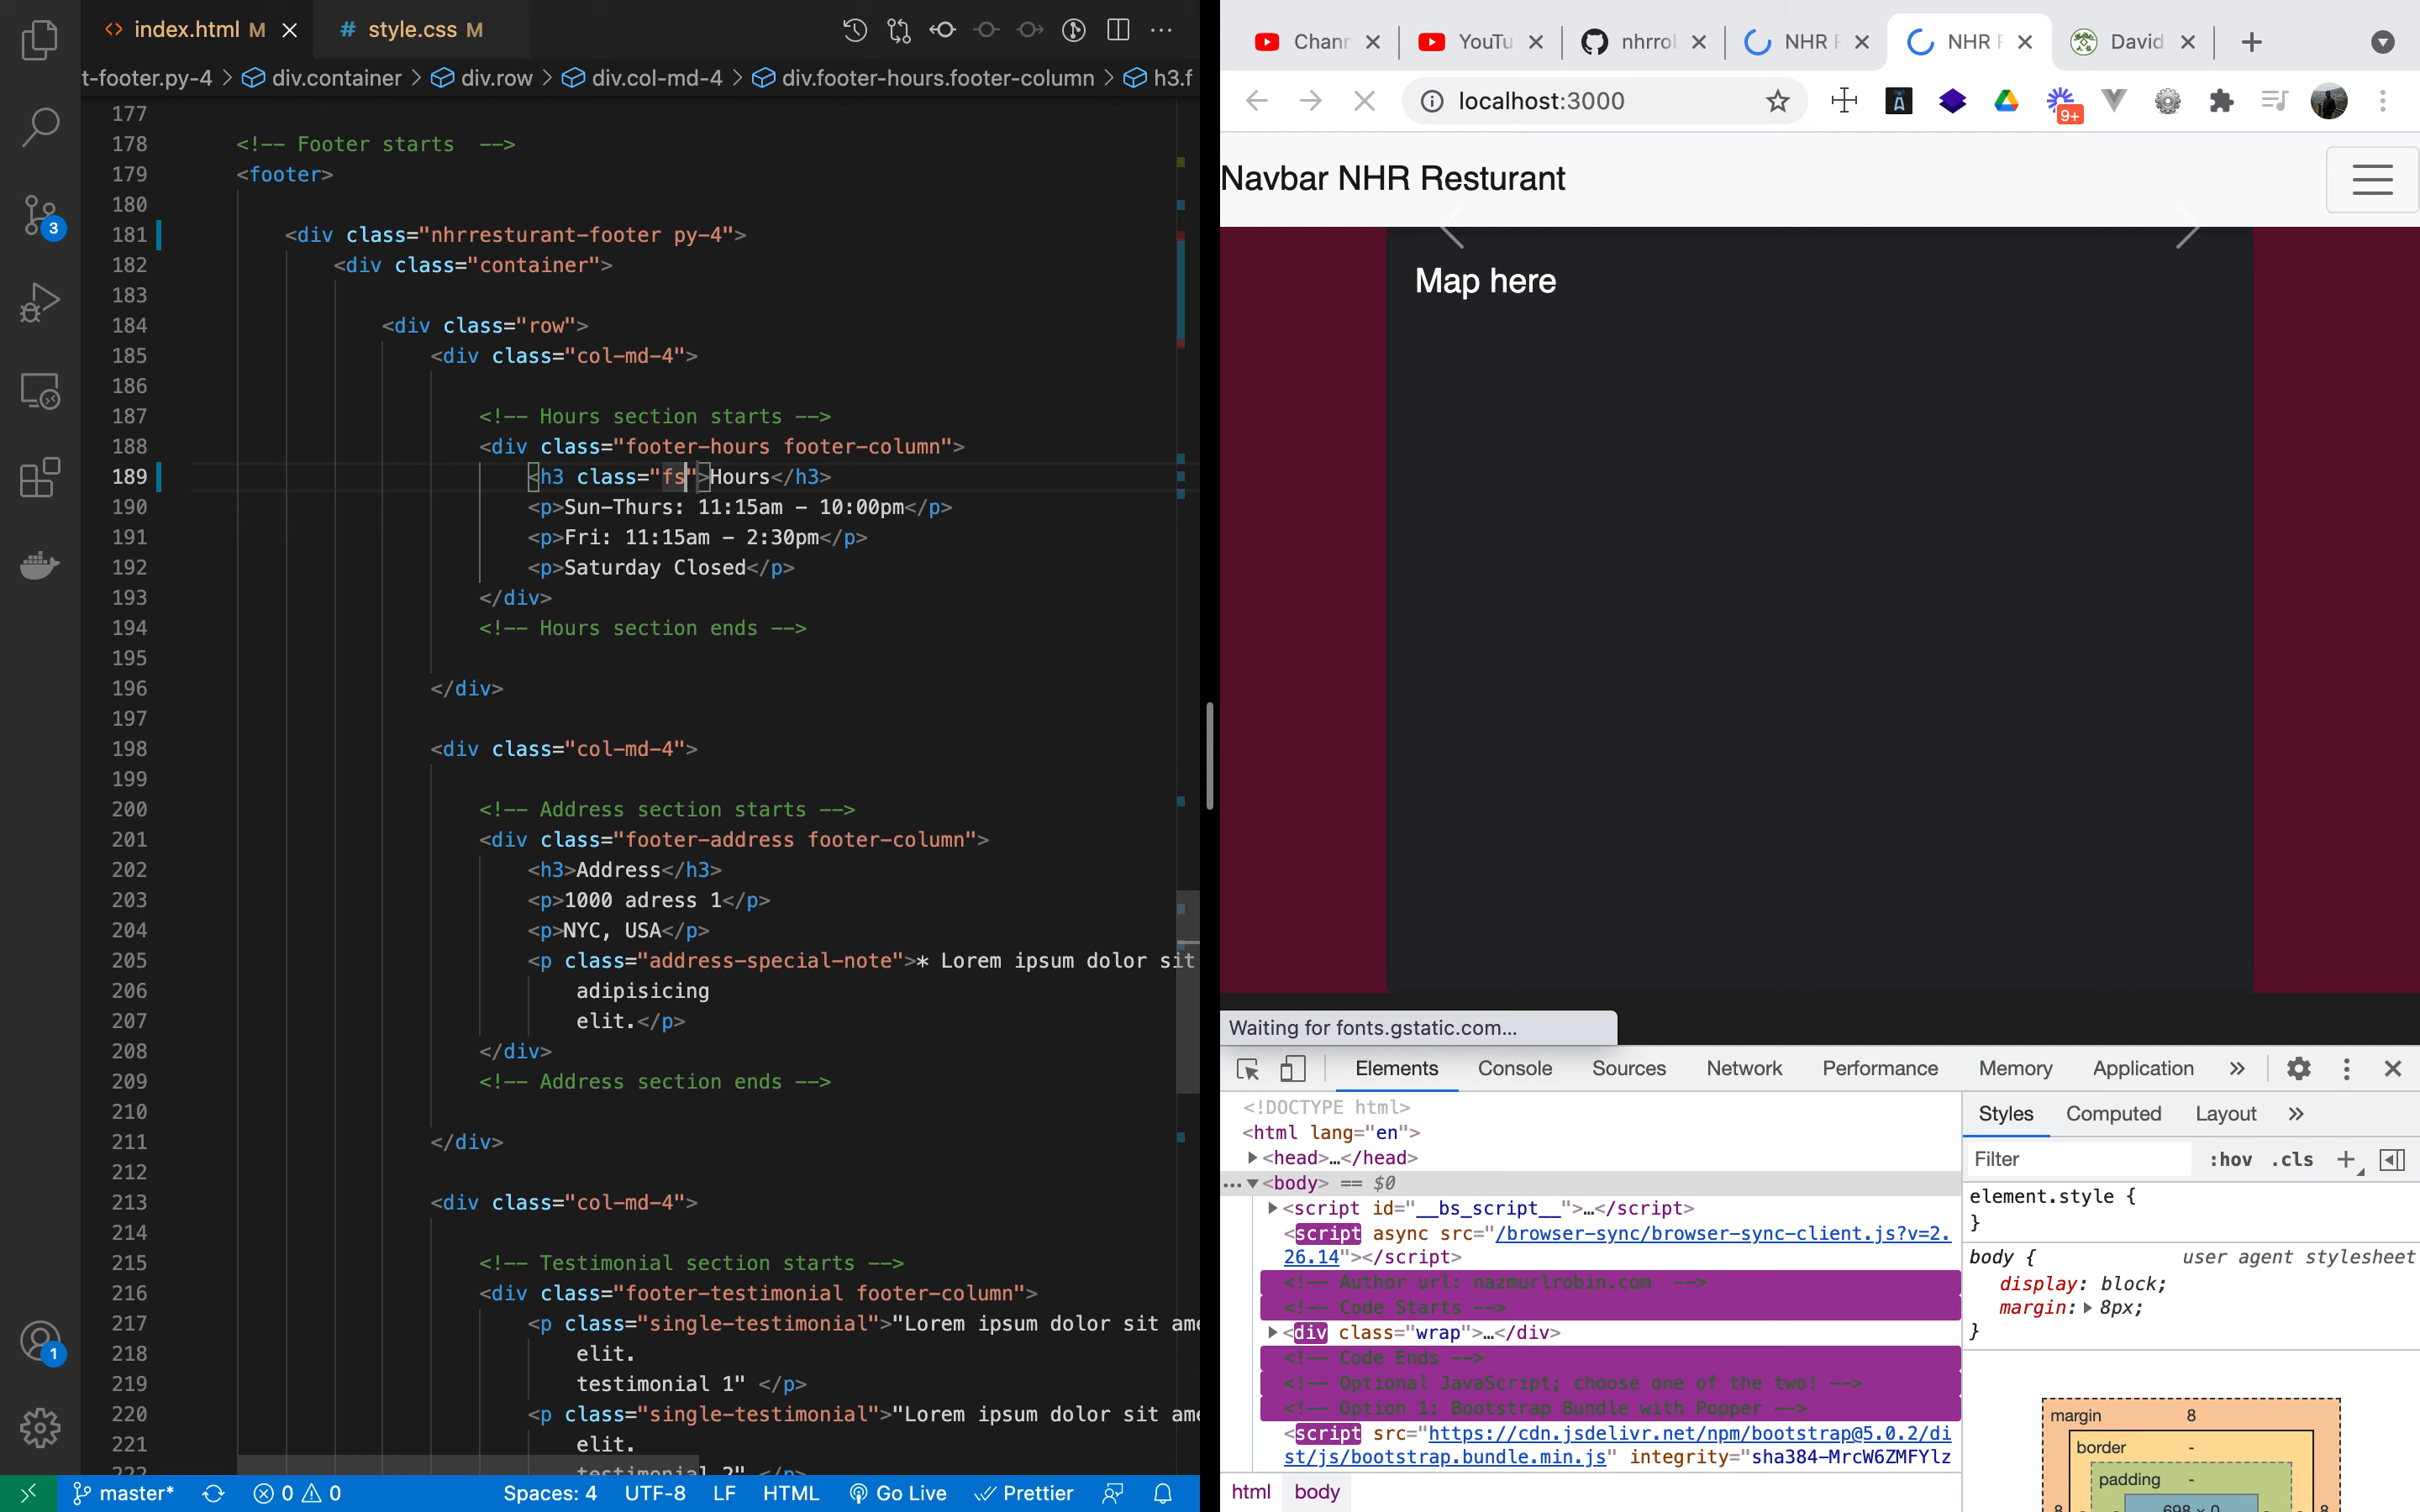 index.html M
style.css M
t-footer.py-4 > div.container > div.row > div.col-md-4 > div.footer-hours.footer-column > h3.f
177
178 <!-- Footer starts  -->
179 <footer>
180
181 <div class="nhrresturant-footer py-4">
182 <div class="container">
183
184 <div class="row">
185 <div class="col-md-4">
186
187 <!-- Hours section starts -->
188 <div class="footer-hours footer-column">
189 <h3 class="fs">Hours</h3>
190 <p>Sun-Thurs: 11:15am - 10:00pm</p>
191 <p>Fri: 11:15am - 2:30pm</p>
192 <p>Saturday Closed</p>
193 </div>
194 <!-- Hours section ends -->
195
196 </div>
197
198 <div class="col-md-4">
199
200 <!-- Address section starts -->
201 <div class="footer-address footer-column">
202 <h3>Address</h3>
203 <p>1000 adress 1</p>
204 <p>NYC, USA</p>
205 <p class="address-special-note">* Lorem ipsum dolor sit
206 adipisicing
207 elit.</p>
208 </div>
209 <!-- Address section ends -->
210
211 </div>
212
213 <div class="col-md-4">
214
215 <!-- Testimonial section starts -->
216 <div class="footer-testimonial footer-column">
217 <p class="single-testimonial">"Lorem ipsum dolor sit ame
218 elit.
219 testimonial 1" </p>
220 <p class="single-testimonial">"Lorem ipsum dolor sit ame
221 elit.
222 testimonial 2" </p>
3
1
master* 0 0 Spaces: 4 UTF-8 LF HTML Go Live Prettier
Chann YouTu nhrrol NHR F NHR F David
localhost:3000
9+
Navbar NHR Resturant
Map here
Waiting for fonts.gstatic.com...
Elements Console Sources Network Performance Memory Application »
<!DOCTYPE html>
<html lang="en">
<head>…</head>
<body> == $0
<script id="__bs_script__">…</script>
<script async src="/browser-sync/browser-sync-client.js?v=2.
26.14"></script>
<!-- Author url: nazmurlrobin.com  -->
<!-- Code Starts -->
<div class="wrap">…</div>
<!-- Code Ends -->
<!-- Optional JavaScript; choose one of the two! -->
<!-- Option 1: Bootstrap Bundle with Popper -->
<script src="https://cdn.jsdelivr.net/npm/bootstrap@5.0.2/di
st/js/bootstrap.bundle.min.js" integrity="sha384-MrcW6ZMFYlz
html body
Styles Computed Layout »
Filter :hov .cls +
element.style {
}
body { user agent stylesheet
display: block;
margin: 8px;
}
margin 8
border -
padding -
8 - - 698 × 0 - - 8